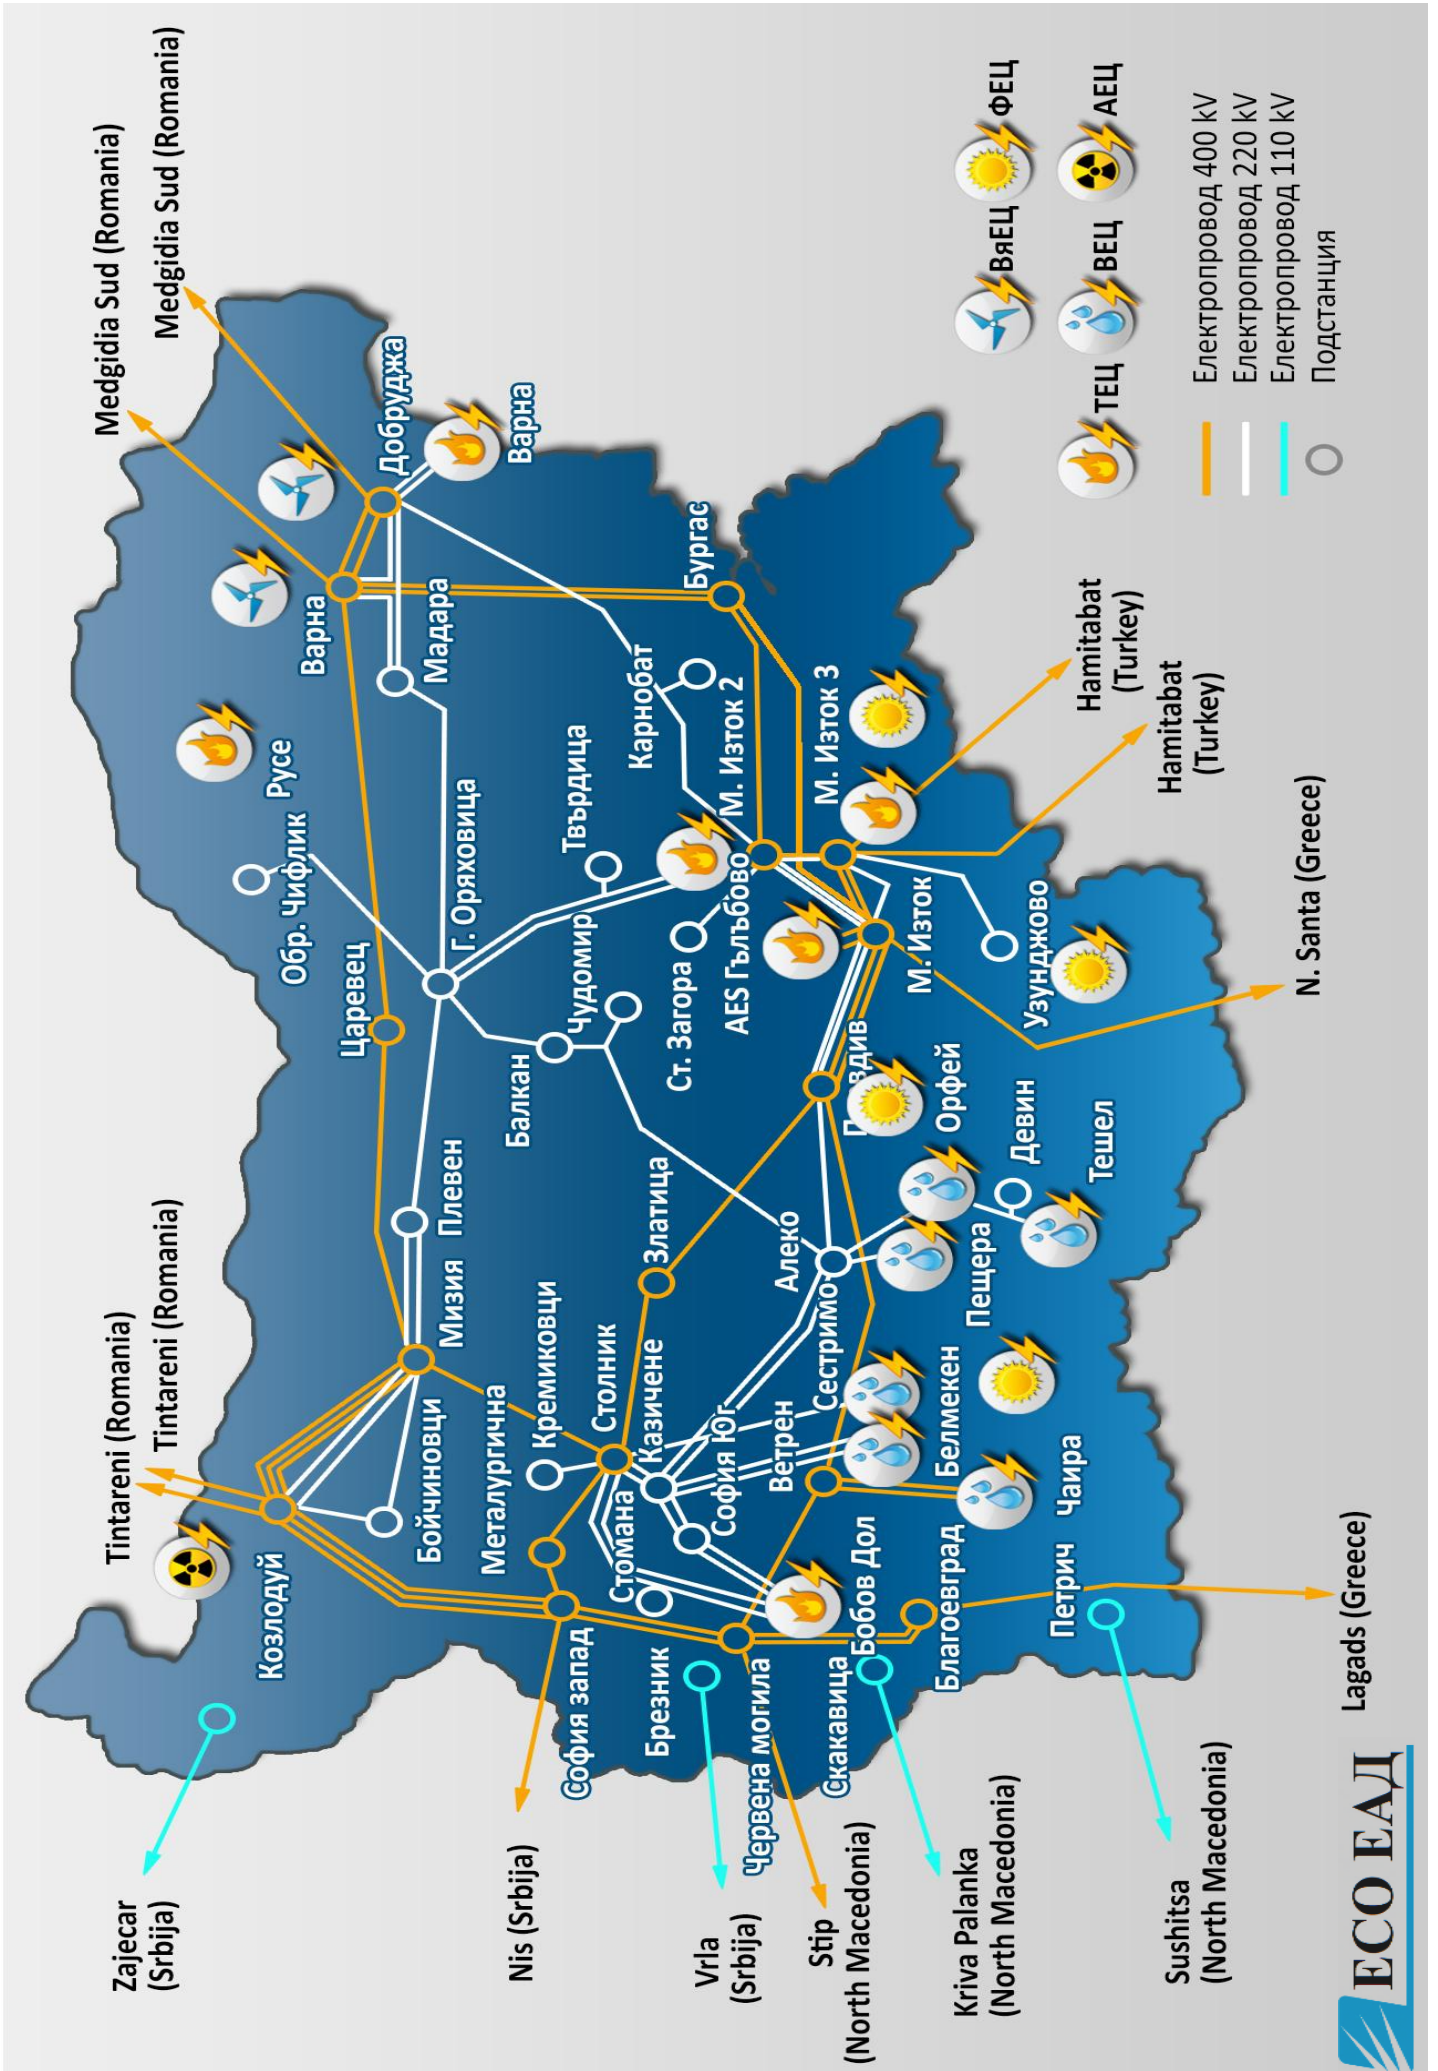 Zajecar
(Srbija)
Tintareni (Romania)
Tintareni (Romania)
Medgidia Sud (Romania)
Medgidia Sud (Romania)
Козлодуй
Русе
Обр. Чифлик
Варна
Царевец
Добруджа
Бойчиновци
Мизия
Плевен
Г. Оряховица
Мадара
Варна
Nis (Srbija)
София запад
Металургична
Кремиковци
Столник
Балкан
Чудомир
Твърдица
Стомана
Казичене
Златица
Карнобат
Брезник
Vrla
(Srbija)
София Юг
Ст. Загора
AES Гълъбово
М. Изток 2
Бургас
Червена могила
Ветрен
Алеко
Stip
(North Macedonia)
Скакавица
Бобов Дол
Сестримо
М. Изток 3
Благоевград
Белмекен
Пещера
Орфей
М. Изток
Kriva Palanka
(North Macedonia)
Петрич
Чаира
Девин
Узунджово
Тешел
Hamitabat
(Turkey)
Hamitabat
(Turkey)
Sushitsa
(North Macedonia)
Lagads (Greece)
N. Santa (Greece)
ВяЕЦ
ФЕЦ
ТЕЦ
ВЕЦ
АЕЦ
Електропровод 400 kV
Електропровод 220 kV
Електропровод 110 kV
Подстанция
ЕСО ЕАД